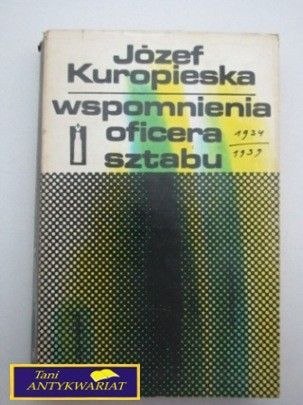 Józef
Kuropieska
wspomnienia
oficera
sztabu
1934
1939
Tani
ANTYKWARIAT